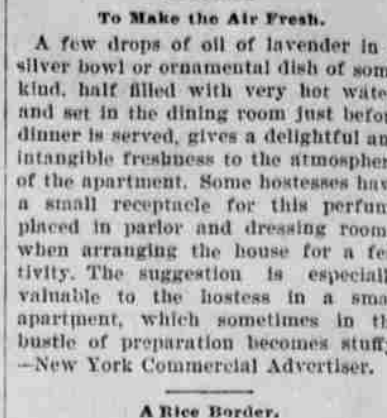 To Make the Air Fresh.
A few drops of oil of lavender in
silver bowl or ornamental dish of som
kind, half filled with very hot wate
and set in the dining room just befor
dinner is served, gives a delightful an
intangible freshness to the atmospher
of the apartment. Some hostesses hav
a small receptacle for this perfum
placed in parlor and dressing room
when arranging the house for a fes
tivity. The suggestion is especiall
valuable to the hostess in a sma
apartment, which sometimes in th
bustle of preparation becomes stuff
—New York Commercial Advertiser.
A Rice Border.